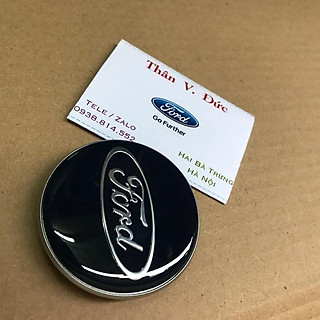 Thân V. Đức
TELE / ZALO
0938.814.552
Ford
Go Further
HAI BÀ TRƯNG
HÀ NỘI
Ford